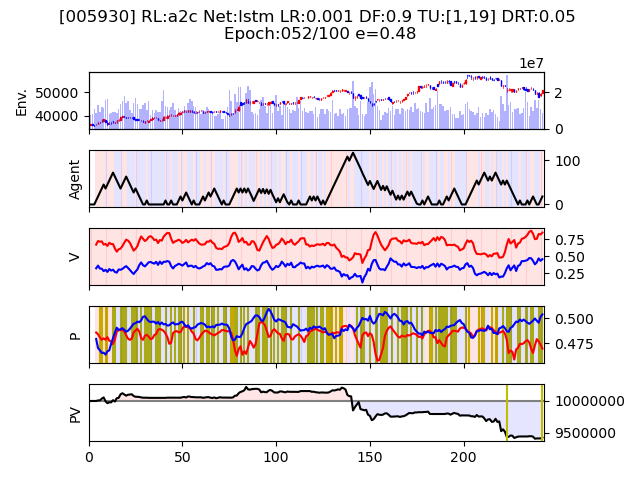 [005930] RL:a2c Net:lstm LR:0.001 DF:0.9 TU:[1,19] DRT:0.05
Epoch:052/100 e=0.48
1e7
Env.
50000
40000
2
0
Agent
100
0
V
0.75
0.50
0.25
P
0.500
0.475
PV
10000000
9500000
0 50 100 150 200